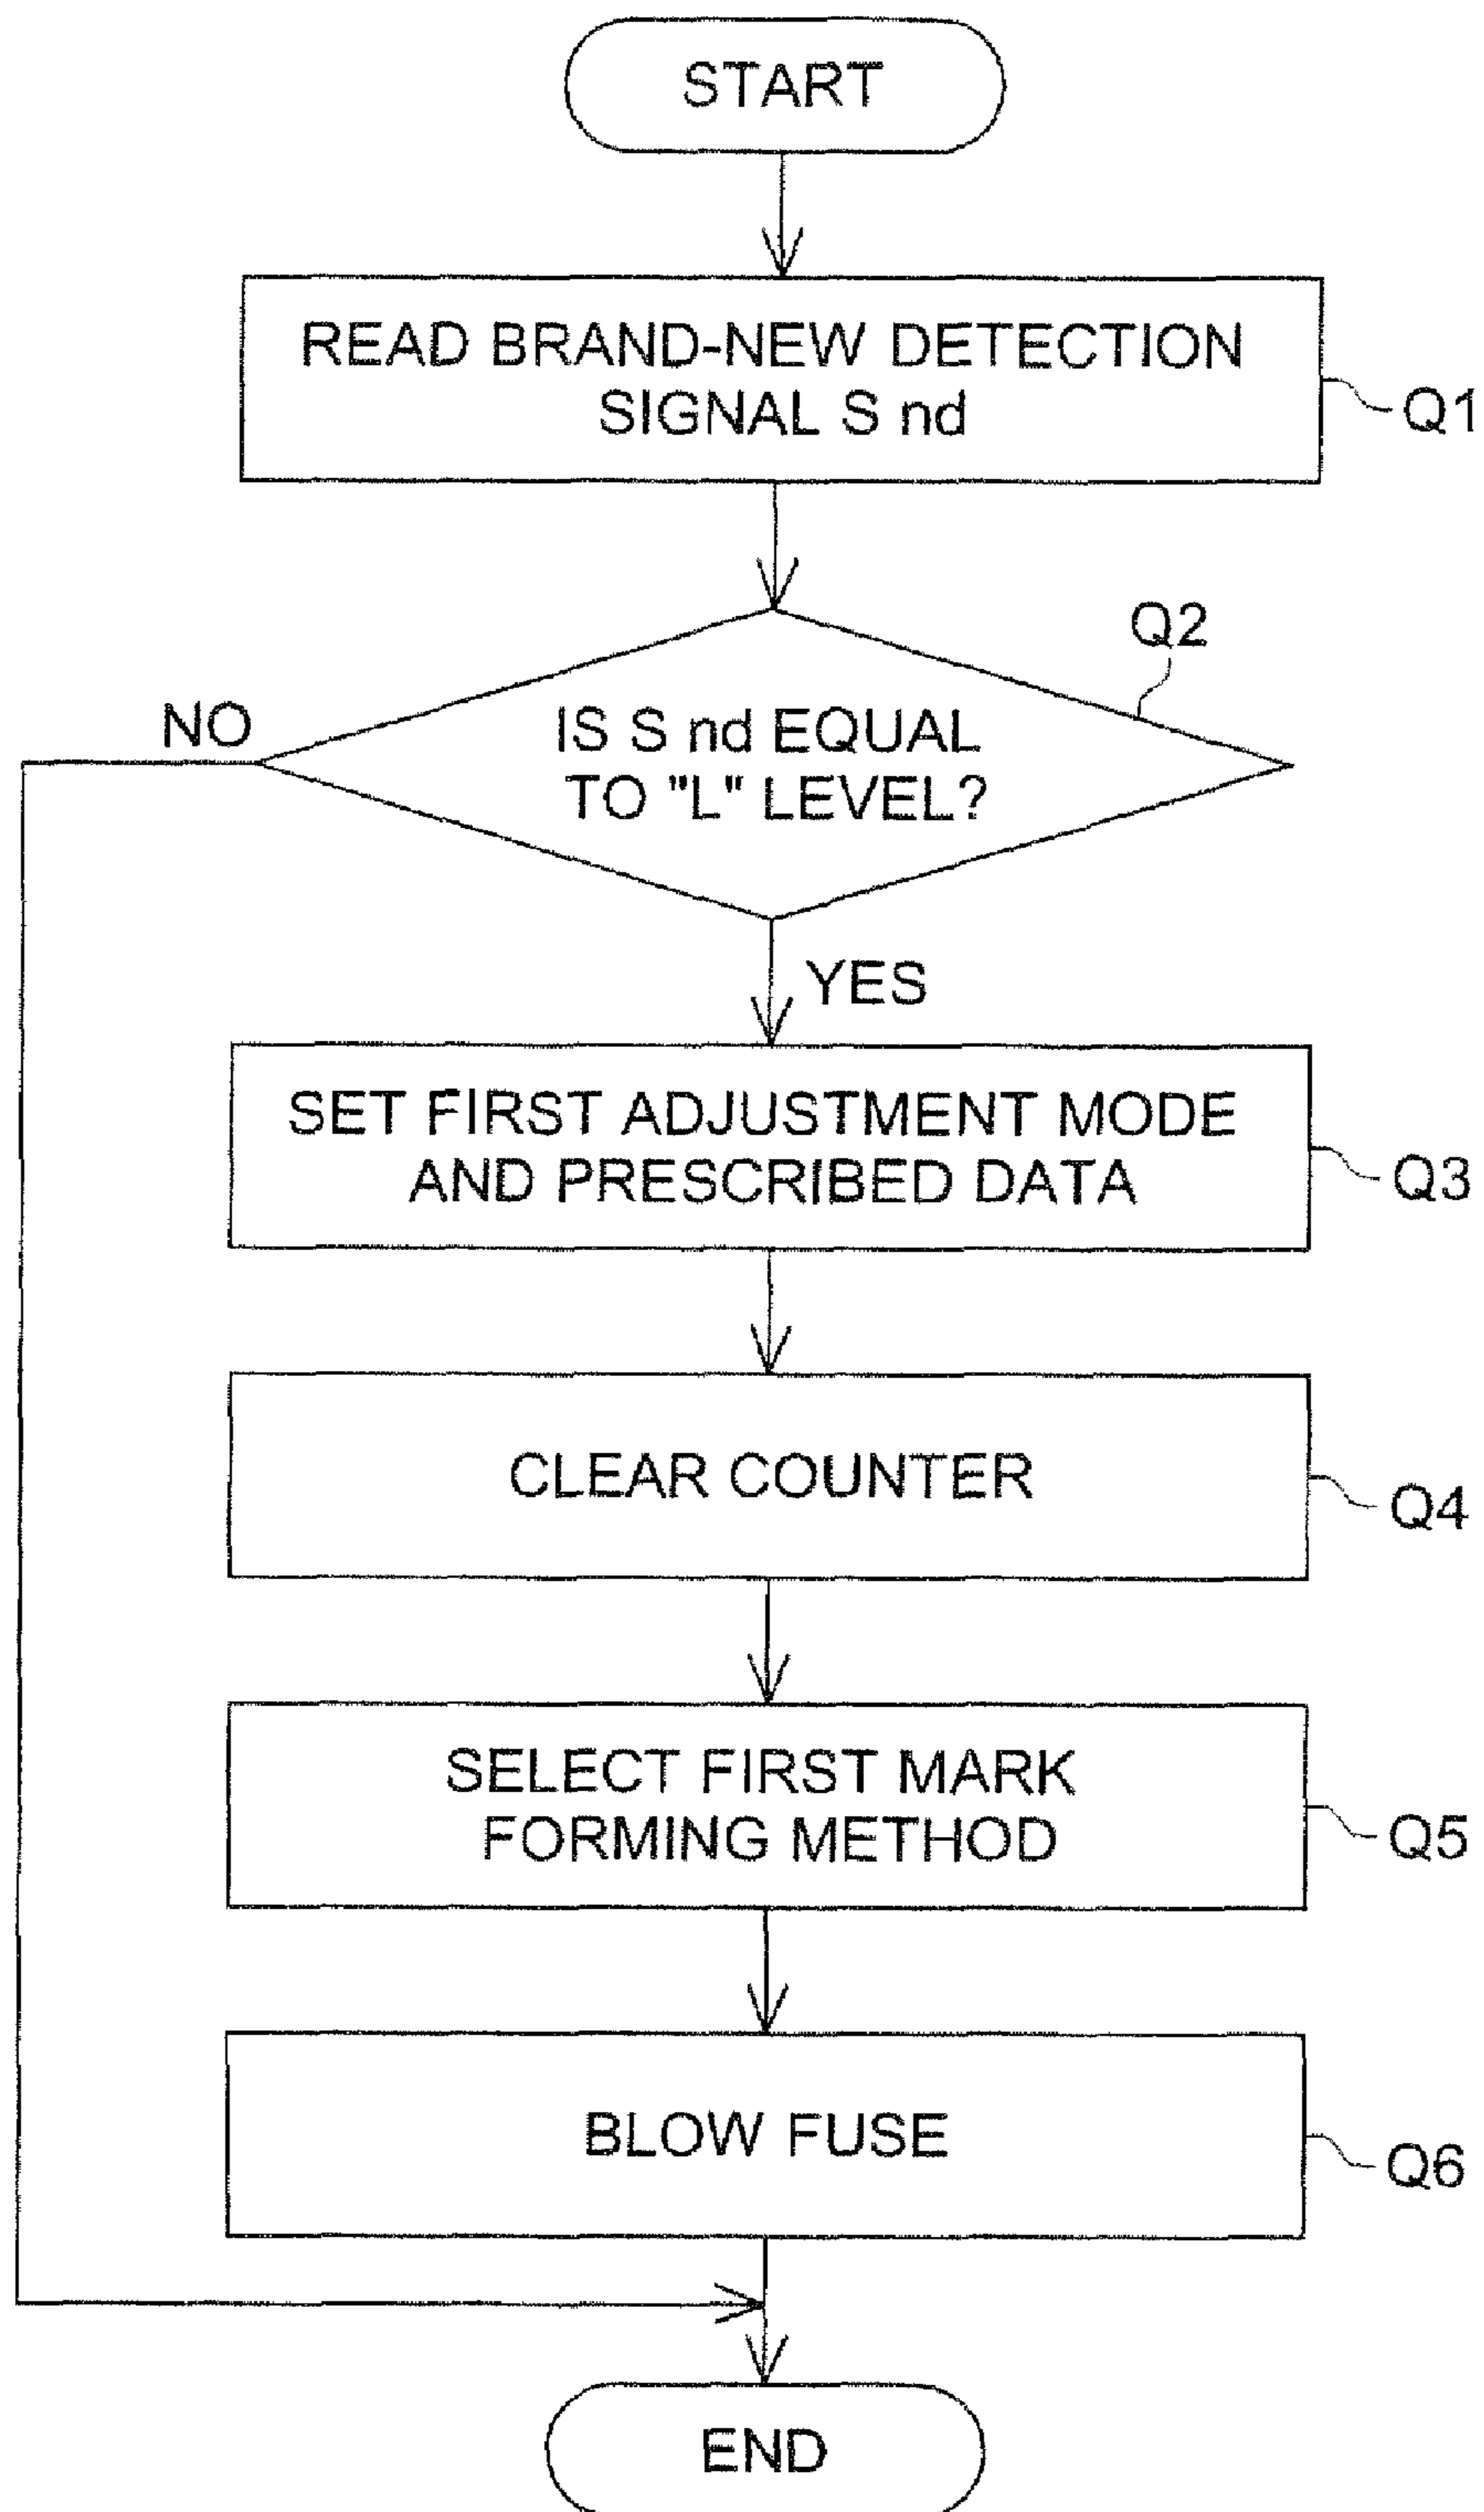 START
READ BRAND-NEW DETECTION
SIGNAL S nd
Q1
Q2
NO
IS S nd EQUAL
TO "L" LEVEL?
YES
SET FIRST ADJUSTMENT MODE
AND PRESCRIBED DATA
Q3
CLEAR COUNTER
Q4
SELECT FIRST MARK
FORMING METHOD
Q5
BLOW FUSE
Q6
END